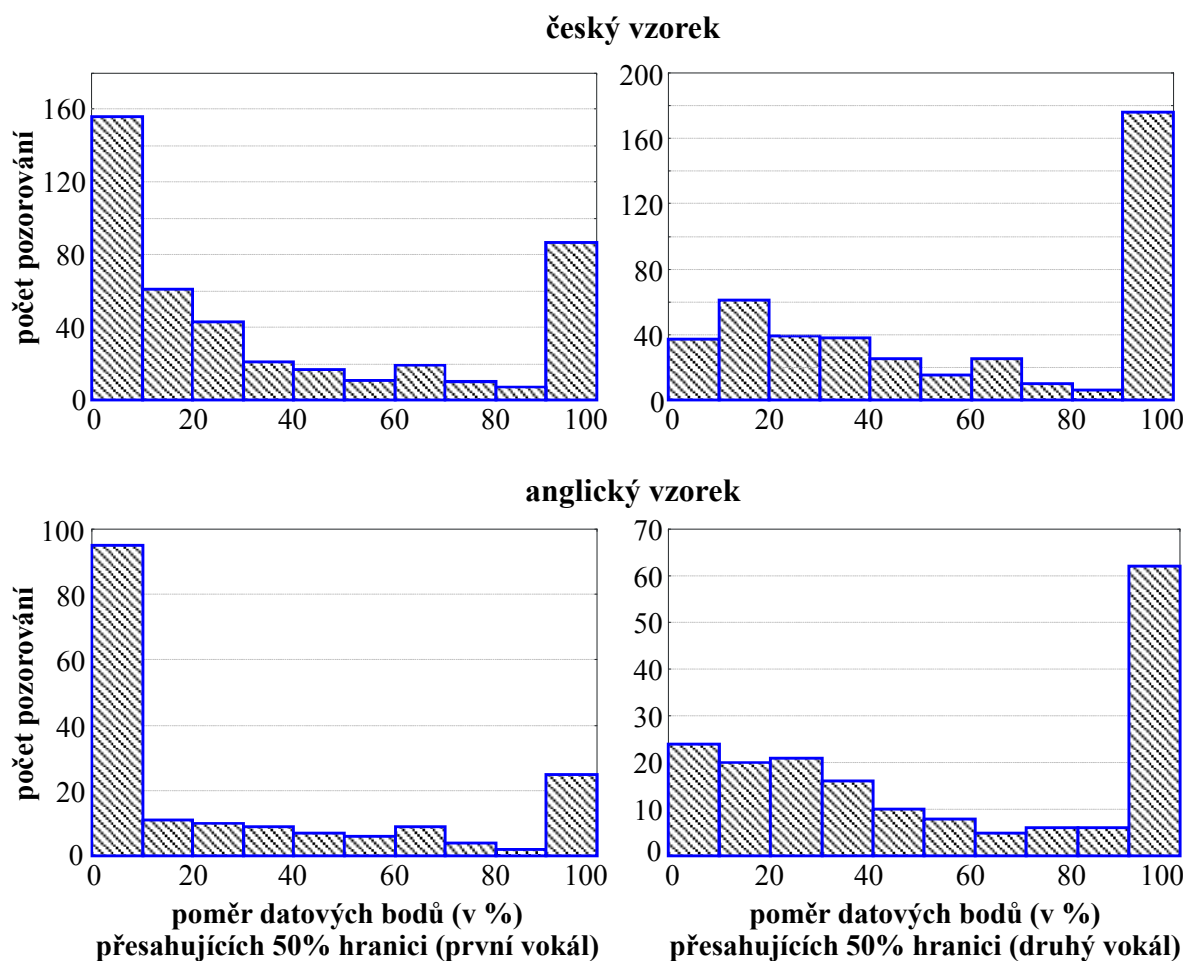 český vzorek
počet pozorování
160
120
80
40
0
0 20 40 60 80 100
200
160
120
80
40
0
0 20 40 60 80 100
anglický vzorek
počet pozorování
100
80
60
40
20
0
0 20 40 60 80 100
poměr datových bodů (v %)
přesahujících 50% hranici (první vokál)
70
60
50
40
30
20
10
0
0 20 40 60 80 100
poměr datových bodů (v %)
přesahujících 50% hranici (druhý vokál)